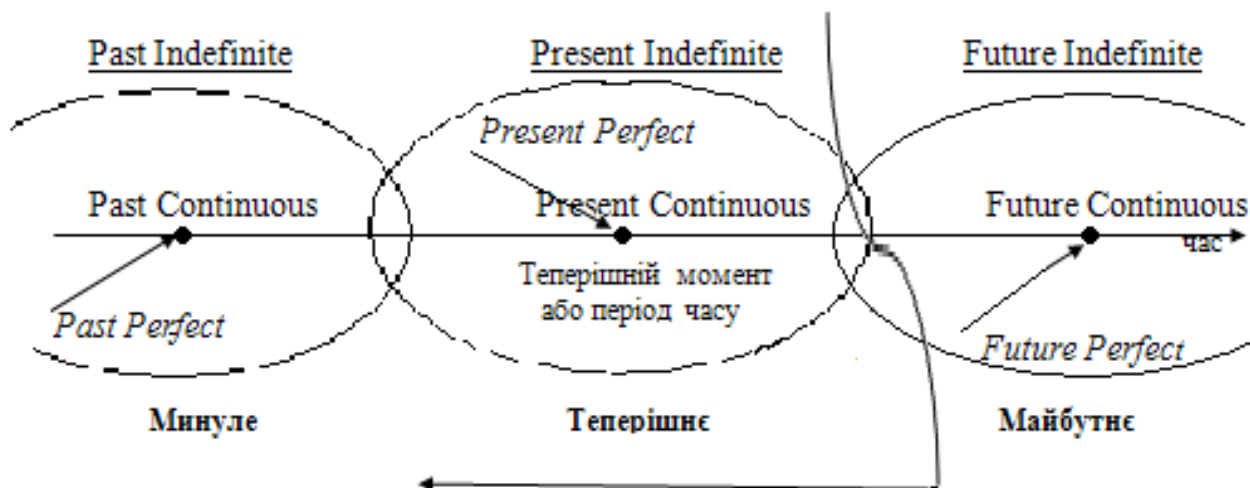 Past Indefinite Present Indefinite Future Indefinite
Present Perfect
Past Continuous Present Continuous Future Continuous
час
Теперішній момент
або період часу
Past Perfect
Future Perfect
Минуле Теперішнє Майбутнє